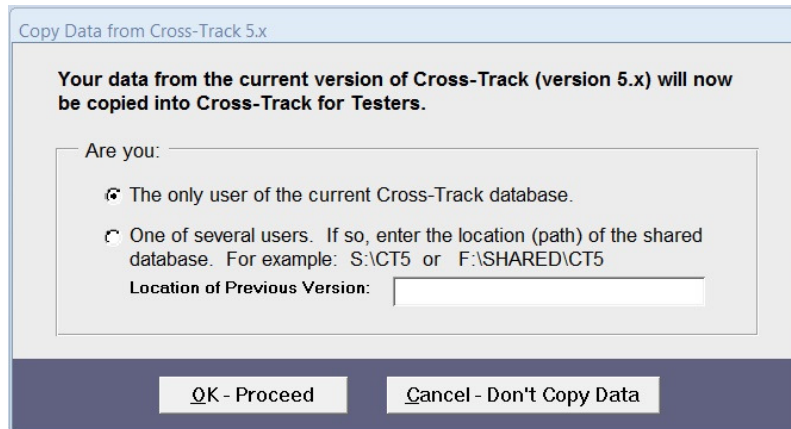 Copy Data from Cross-Track 5.x
Your data from the current version of Cross-Track (version 5.x) will now
be copied into Cross-Track for Testers.
Are you:
The only user of the current Cross-Track database.
One of several users.  If so, enter the location (path) of the shared
database.  For example:  S:\CT5  or  F:\SHARED\CT5
Location of Previous Version:
OK - Proceed
Cancel - Don't Copy Data